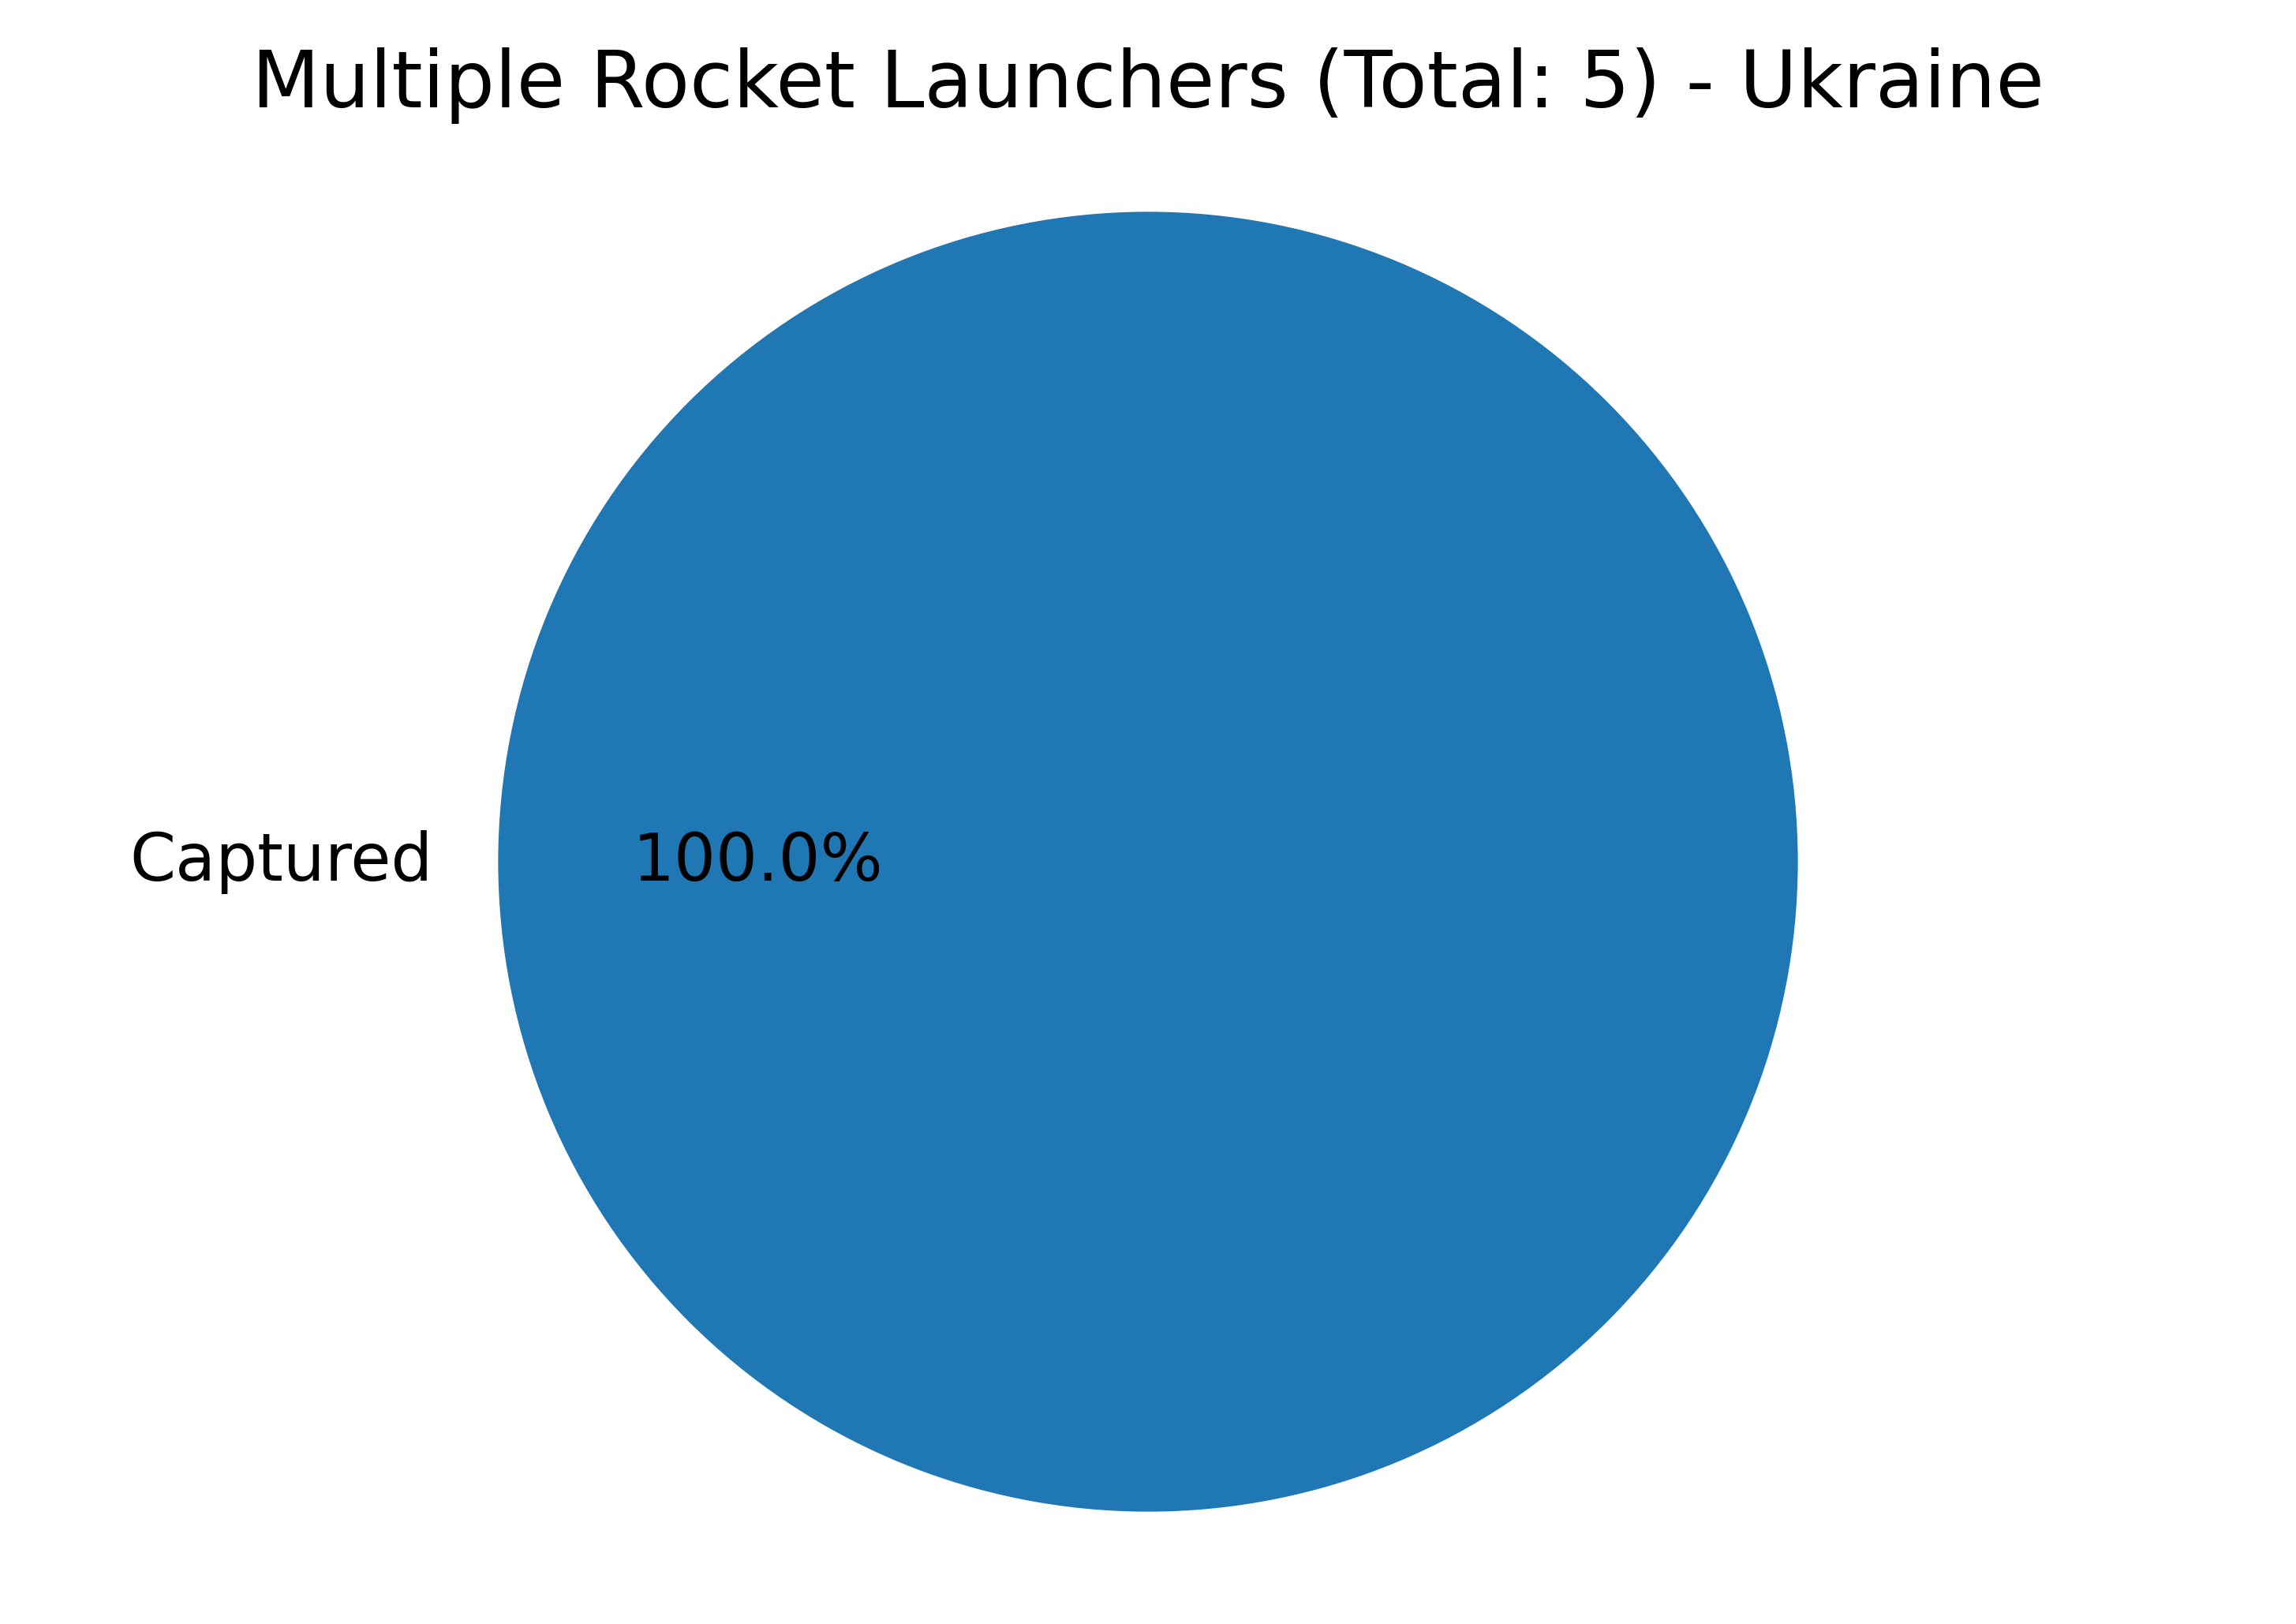 Multiple Rocket Launchers (Total: 5) - Ukraine
Captured
100.0%